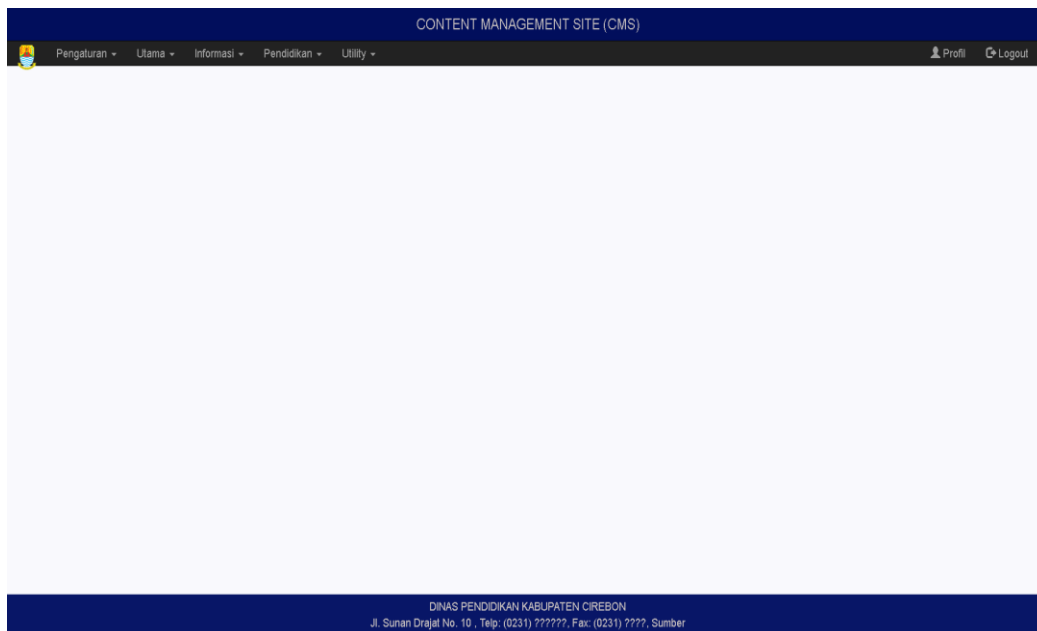 CONTENT MANAGEMENT SITE (CMS)
Pengaturan Utama Informasi Pendidikan Utility Profil Logout
DINAS PENDIDIKAN KABUPATEN CIREBON
Jl. Sunan Drajat No. 10 , Telp: (0231) ??????, Fax: (0231) ????, Sumber